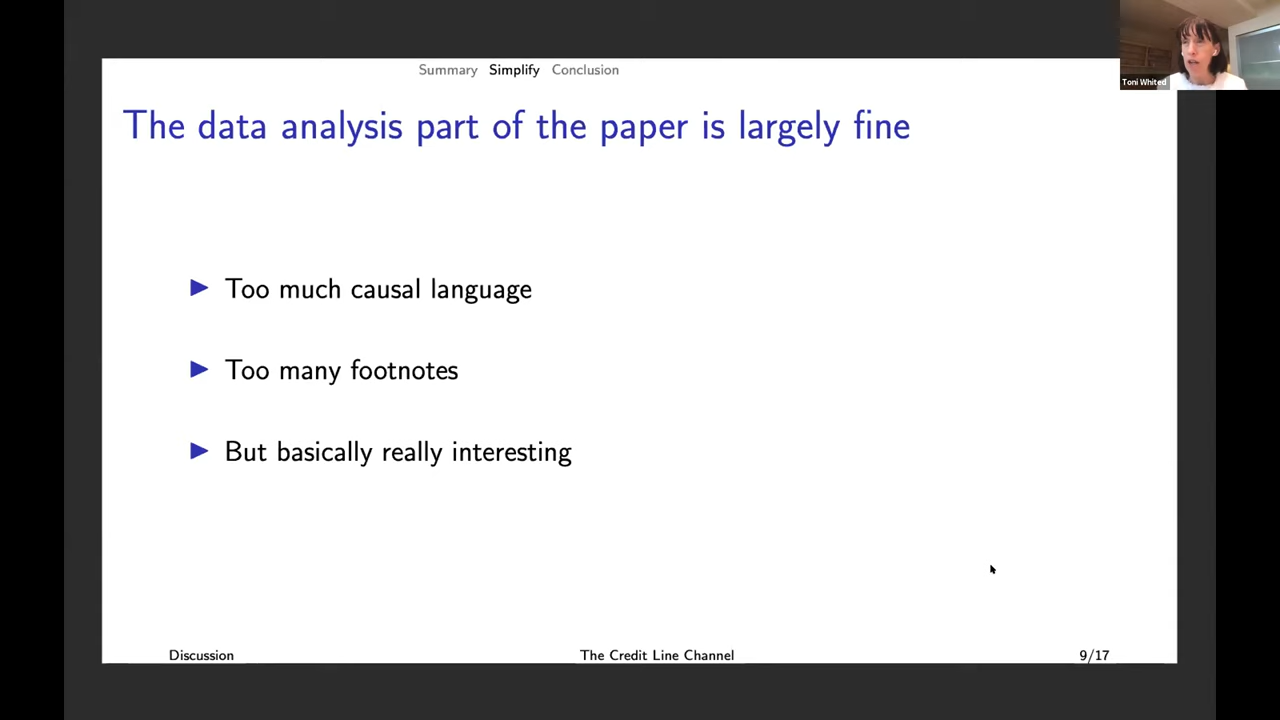 Summary Simplify Conclusion
Toni Whited
The data analysis part of the paper is largely fine
Too much causal language
Too many footnotes
But basically really interesting
Discussion The Credit Line Channel 9/17